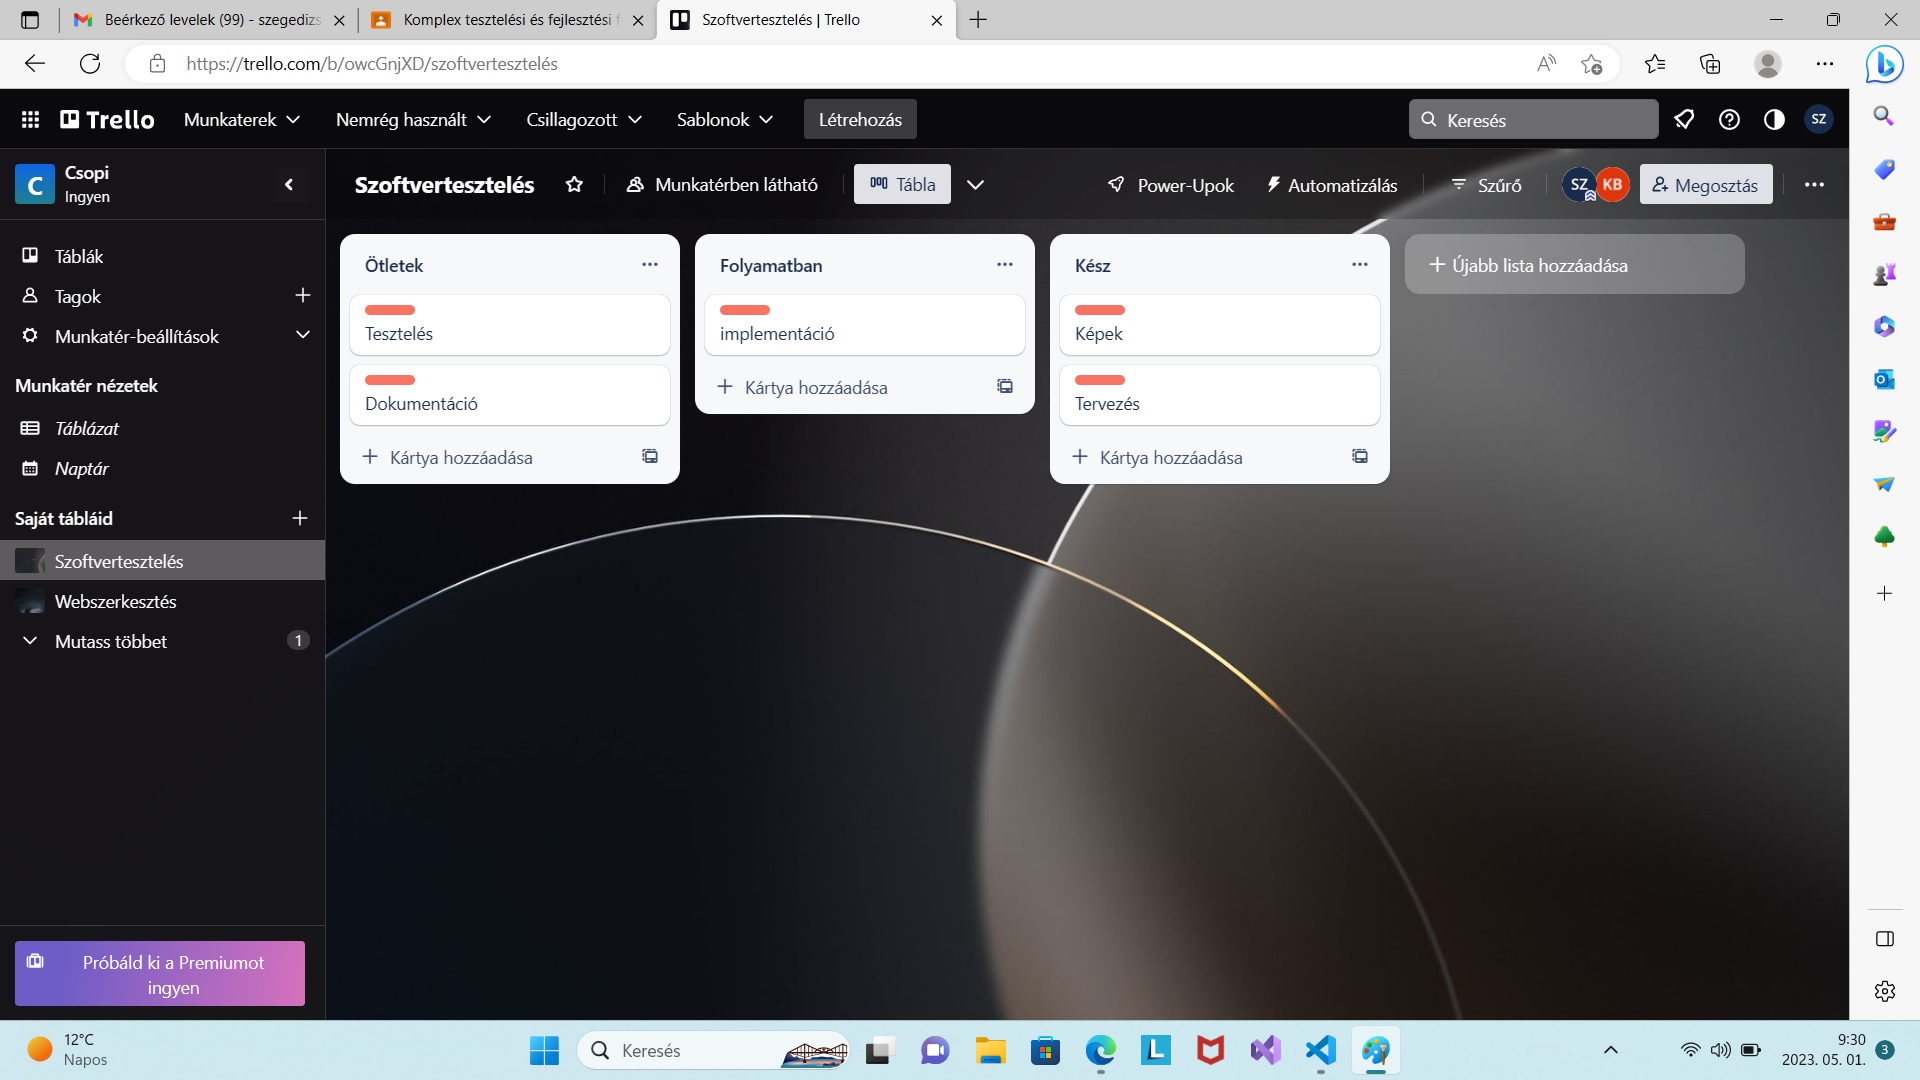 Beérkező levelek (99) - szegedizs
Komplex tesztelési és fejlesztési f
Szoftvertesztelés | Trello
https://trello.com/b/owcGnjXD/szoftvertesztelés
Trello
Munkaterek
Nemrég használt
Csillagozott
Sablonok
Létrehozás
Keresés
SZ
C
Csopi
Ingyen
Szoftvertesztelés
Munkatérben látható
Tábla
Power-Upok
Automatizálás
Szűrő
SZ
KB
Megosztás
Táblák
Tagok
Munkatér-beállítások
Munkatér nézetek
Táblázat
Naptár
Saját tábláid
Szoftvertesztelés
Webszerkesztés
Mutass többet
1
Próbáld ki a Premiumot
ingyen
Ötletek
Tesztelés
Dokumentáció
Kártya hozzáadása
Folyamatban
implementáció
Kártya hozzáadása
Kész
Képek
Tervezés
Kártya hozzáadása
Újabb lista hozzáadása
12°C
Napos
Keresés
L
9:30
2023. 05. 01.
3